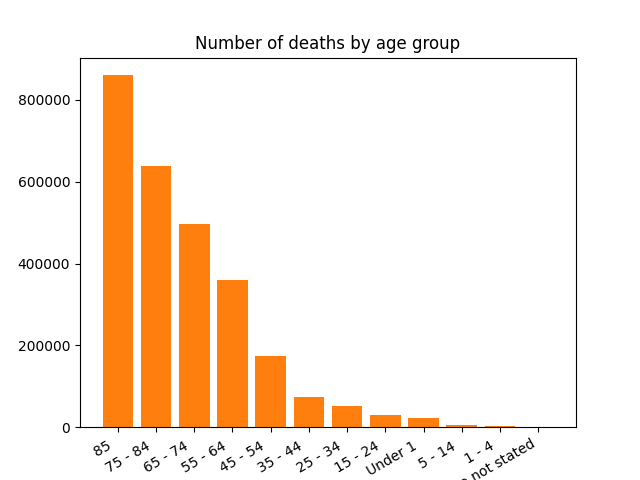 Number of deaths by age group
800000
600000
400000
200000
0
85
75 - 84
65 - 74
55 - 64
45 - 54
35 - 44
25 - 34
15 - 24
Under 1
5 - 14
1 - 4
not stated